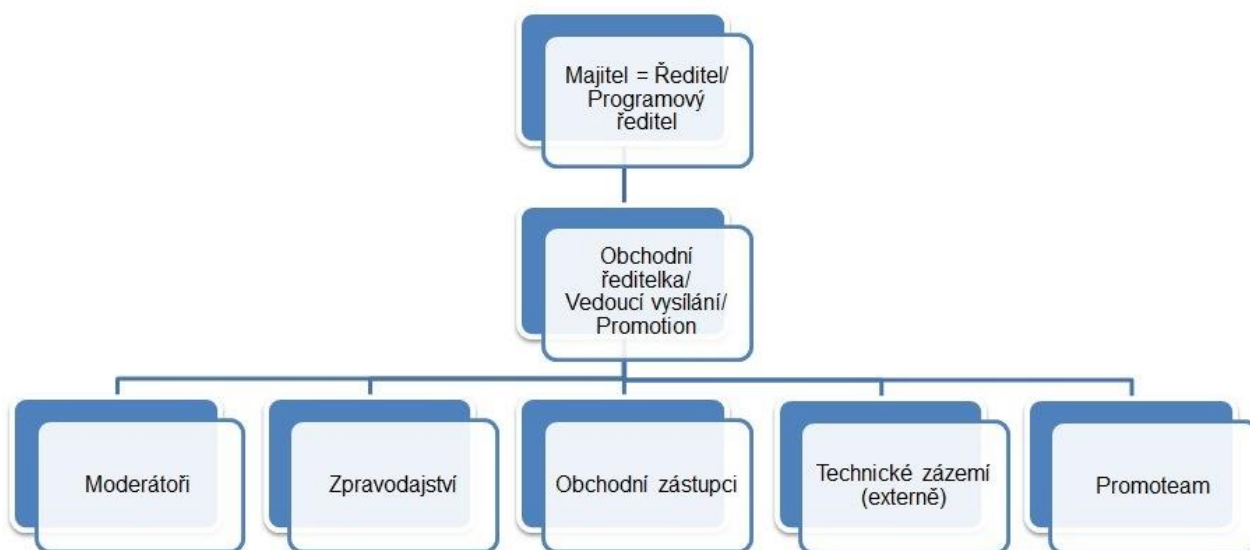 Majitel = Ředitel/
Programový
ředitel
Obchodní
ředitelka/
Vedoucí vysílání/
Promotion
Moderátoři
Zpravodajství
Obchodní zástupci
Technické zázemí
(externě)
Promoteam